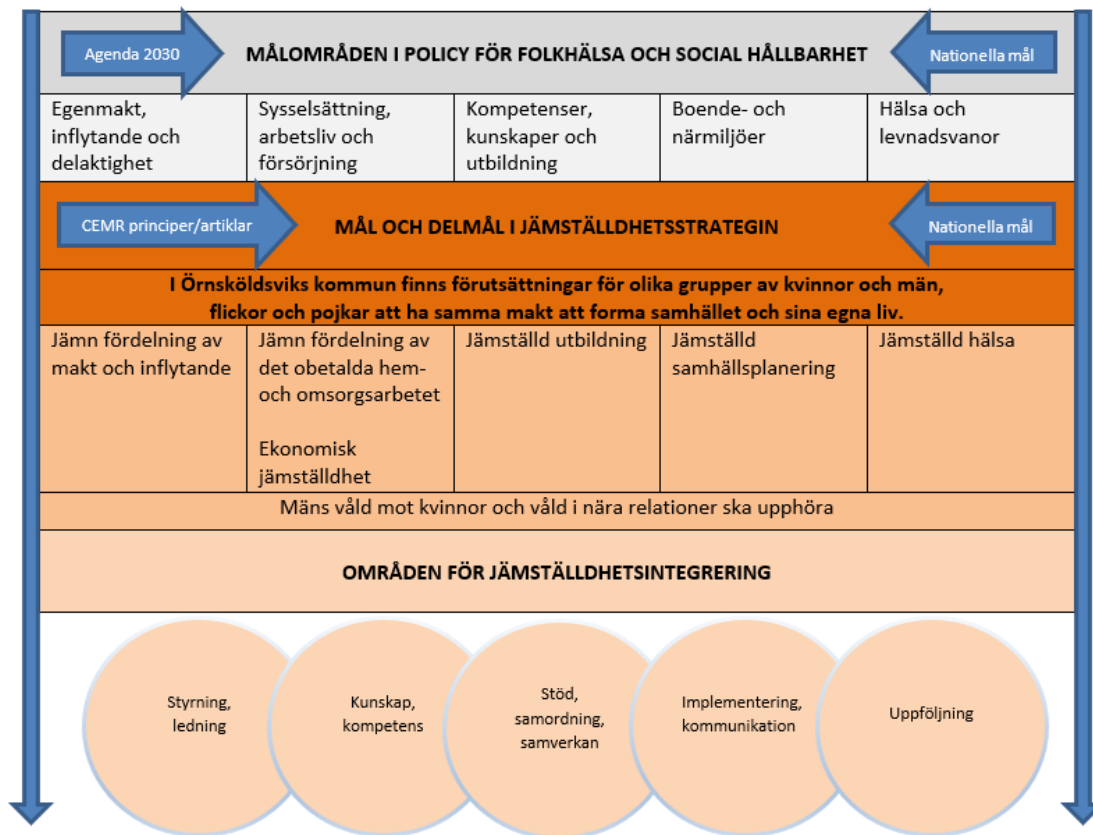 Agenda 2030
MÅLOMRÅDEN I POLICY FÖR FOLKHÄLSA OCH SOCIAL HÅLLBARHET
Nationella mål
Egenmakt,
inflytande och
delaktighet
Sysselsättning,
arbetsliv och
försörjning
Kompetenser,
kunskaper och
utbildning
Boende- och
närmiljöer
Hälsa och
levnadsvanor
CEMR principer/artiklar
MÅL OCH DELMÅL I JÄMSTÄLLDHETSSTRATEGIN
Nationella mål
I Örnsköldsviks kommun finns förutsättningar för olika grupper av kvinnor och män,
flickor och pojkar att ha samma makt att forma samhället och sina egna liv.
Jämn fördelning av
makt och inflytande
Jämn fördelning av
det obetalda hem-
och omsorgsarbetet
Ekonomisk
jämställdhet
Jämställd utbildning
Jämställd
samhällsplanering
Jämställd hälsa
Mäns våld mot kvinnor och våld i nära relationer ska upphöra
OMRÅDEN FÖR JÄMSTÄLLDHETSINTEGRERING
Styrning,
ledning
Kunskap,
kompetens
Stöd,
samordning,
samverkan
Implementering,
kommunikation
Uppföljning